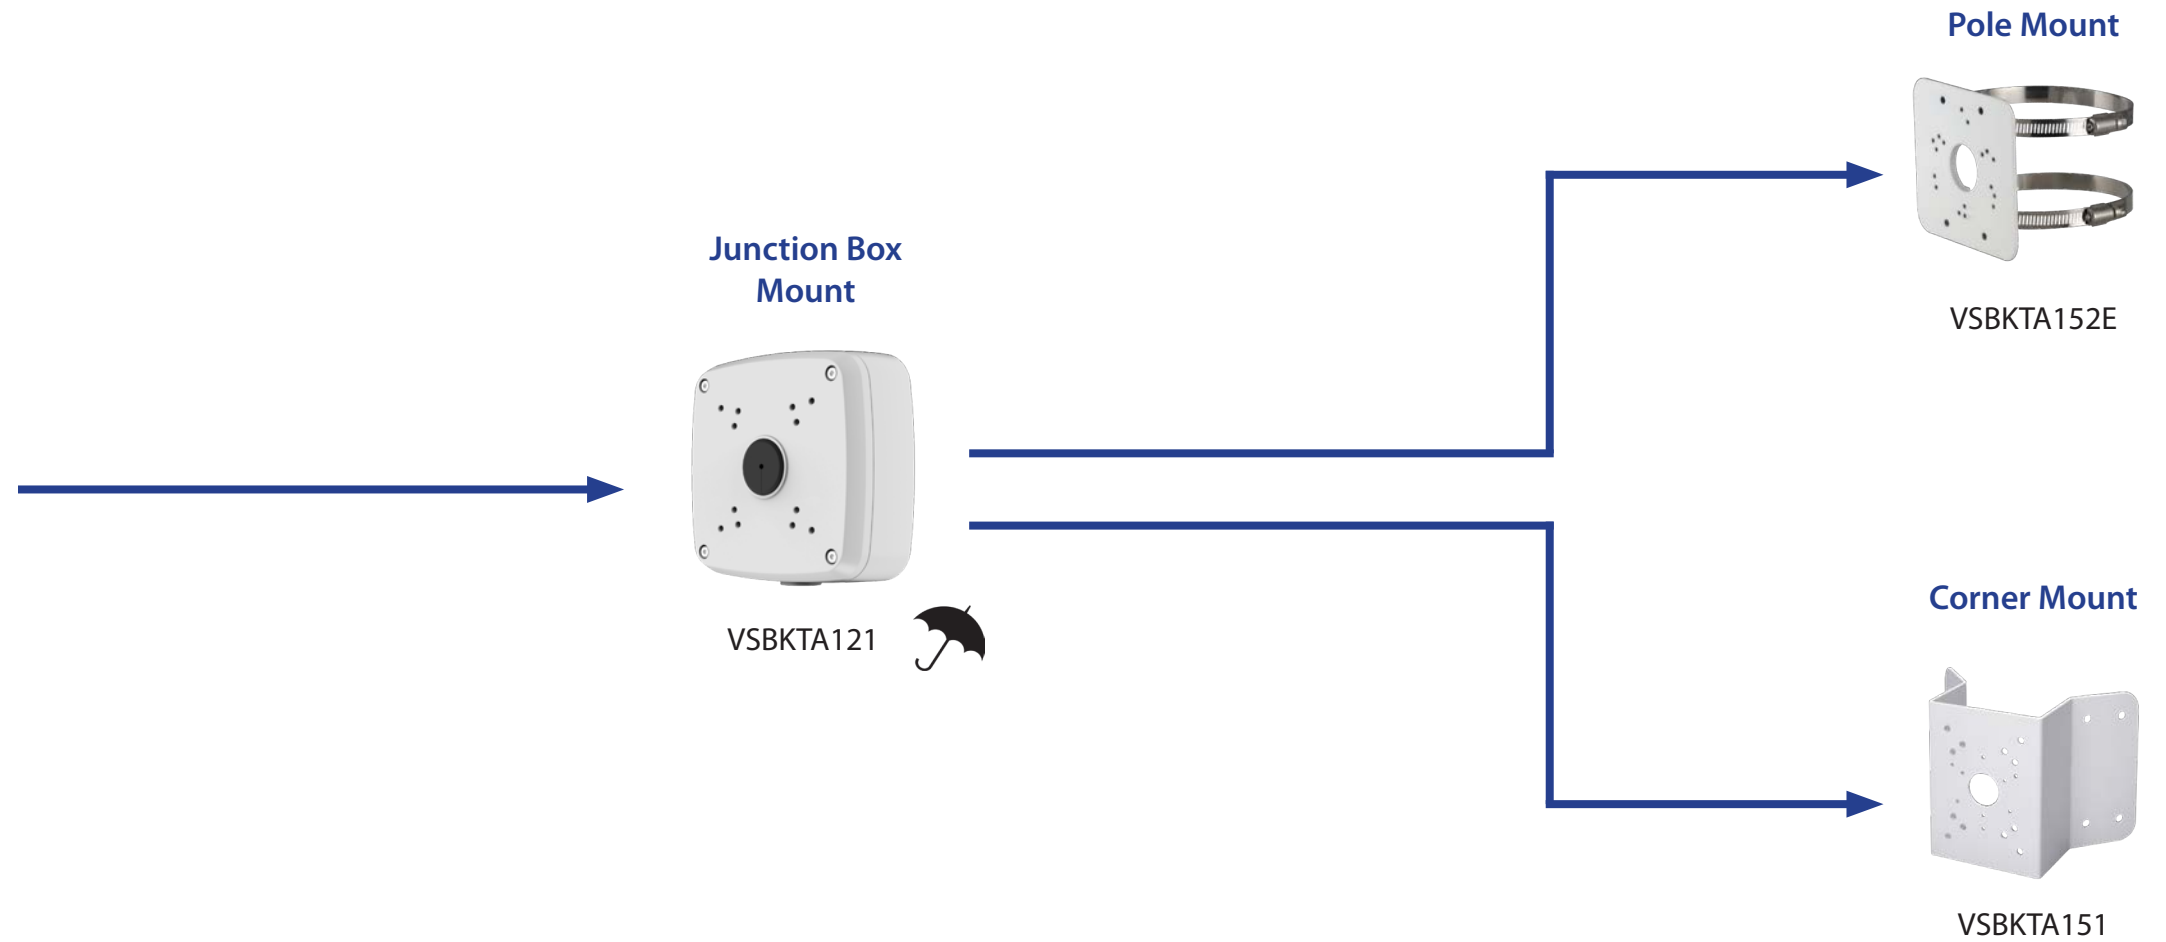 Pole Mount
VSBKTA152E
Junction Box
Mount
VSBKTA121
Corner Mount
VSBKTA151